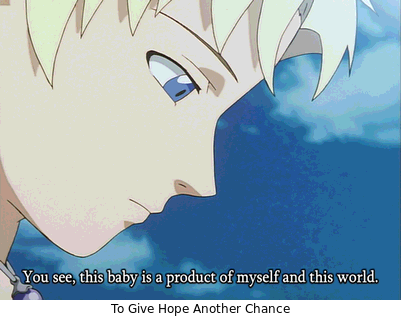 You see, this baby is a product of myself and this world.
To Give Hope Another Chance